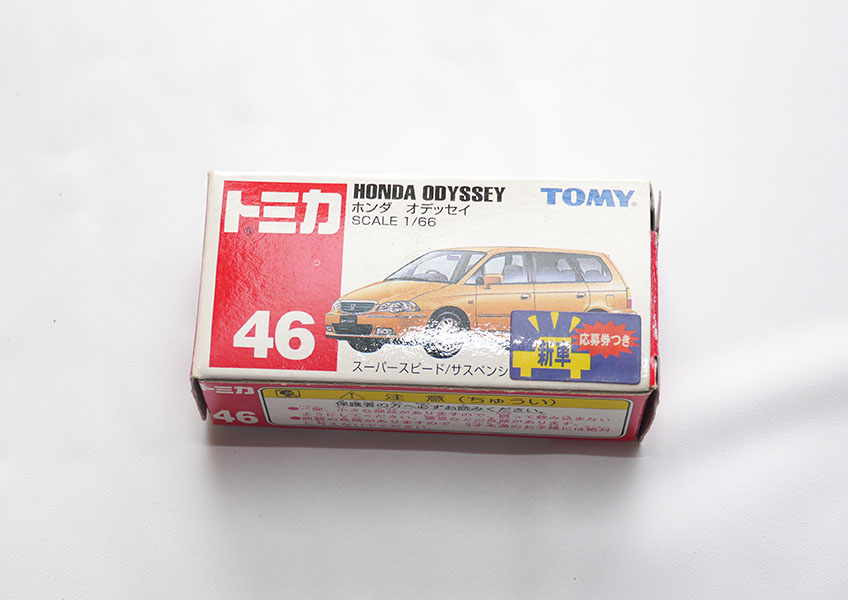 トミカ
HONDA ODYSSEY
ホンダ オデッセイ
SCALE 1/66
TOMY
46
新車
応募券つき
スーパースピード/サスペンシ
トミカ
46
注意(ちゅうい)
保護者の方へ必ずお読みください。